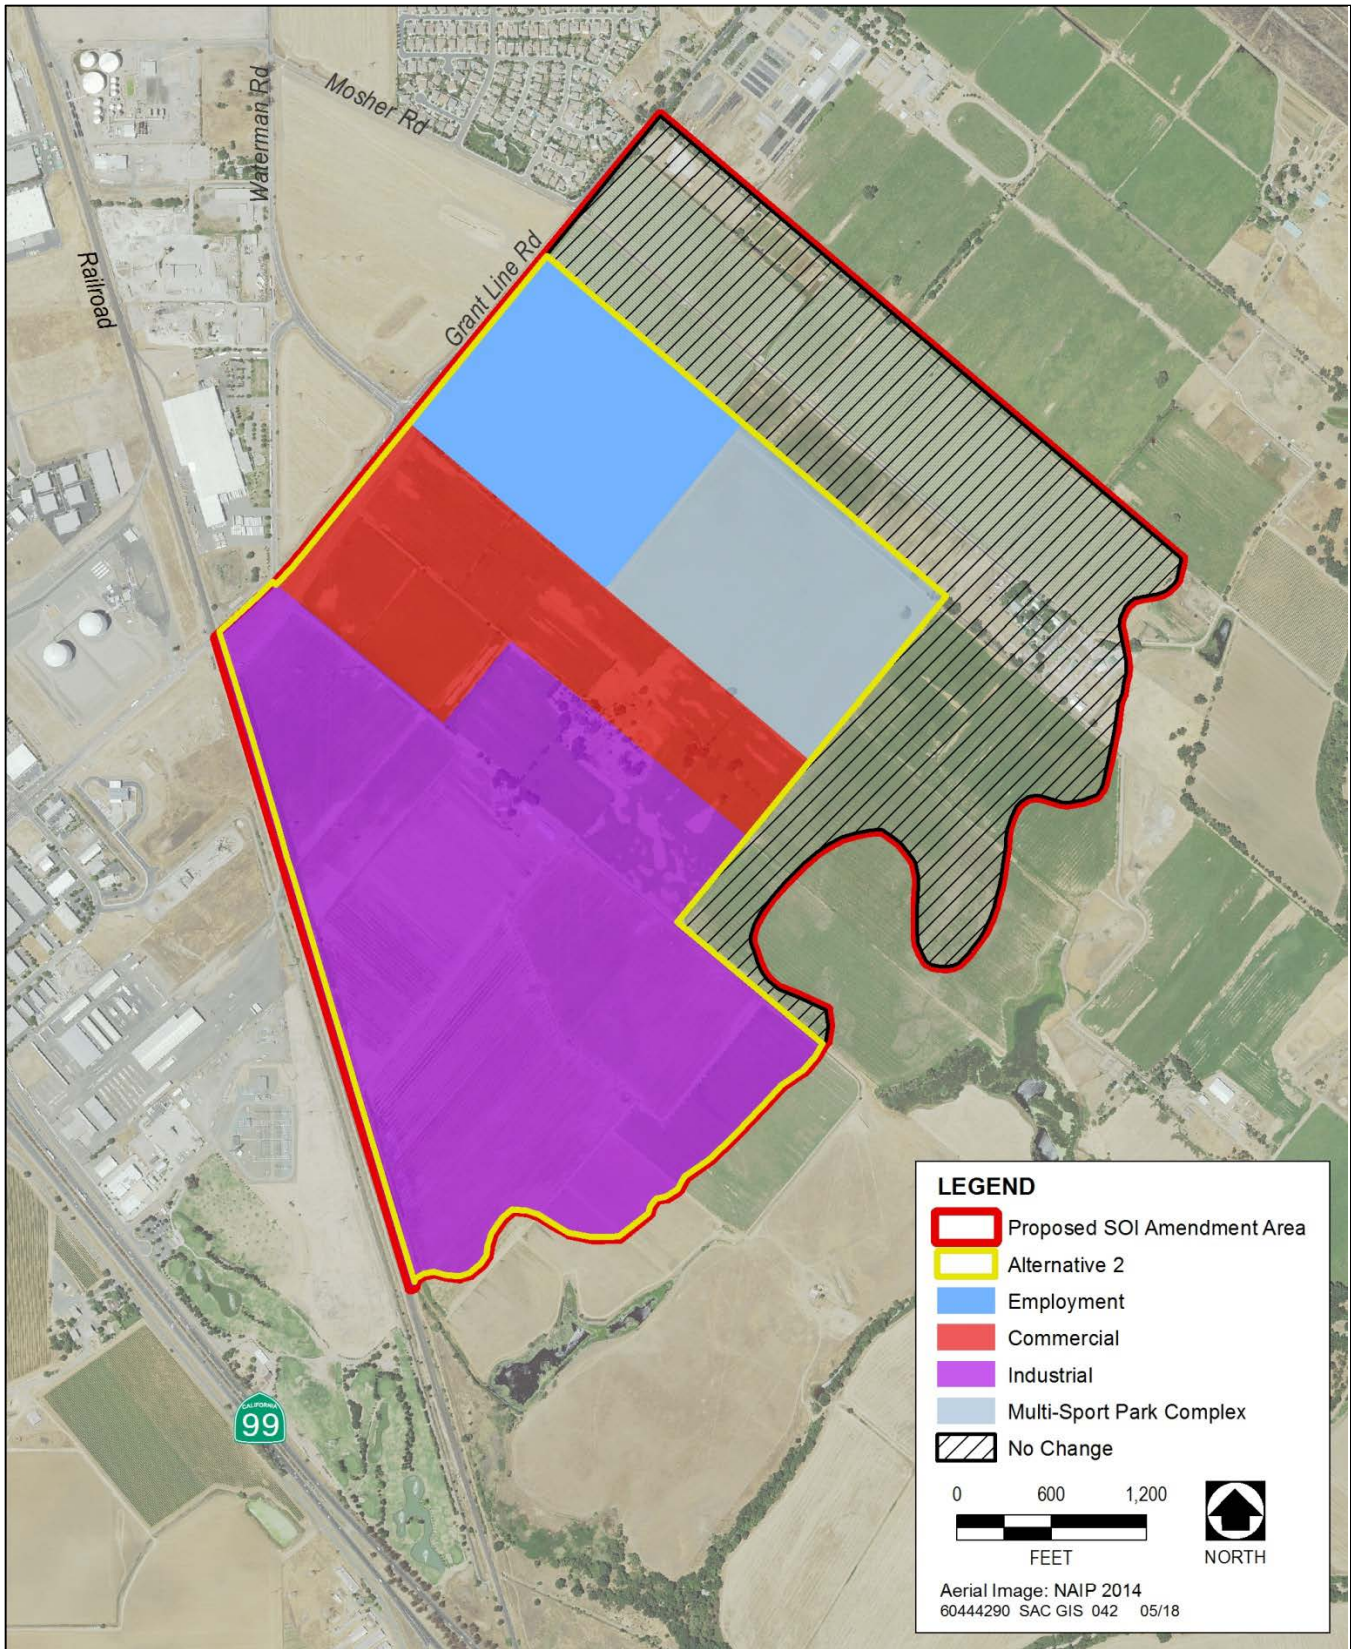 Mosher Rd
Waterman Rd
Railroad
Grant Line Rd
CALIFORNIA
99
LEGEND
Proposed SOI Amendment Area
Alternative 2
Employment
Commercial
Industrial
Multi-Sport Park Complex
No Change
0 600 1,200
FEET
NORTH
Aerial Image: NAIP 2014
60444290 SAC GIS 042 05/18